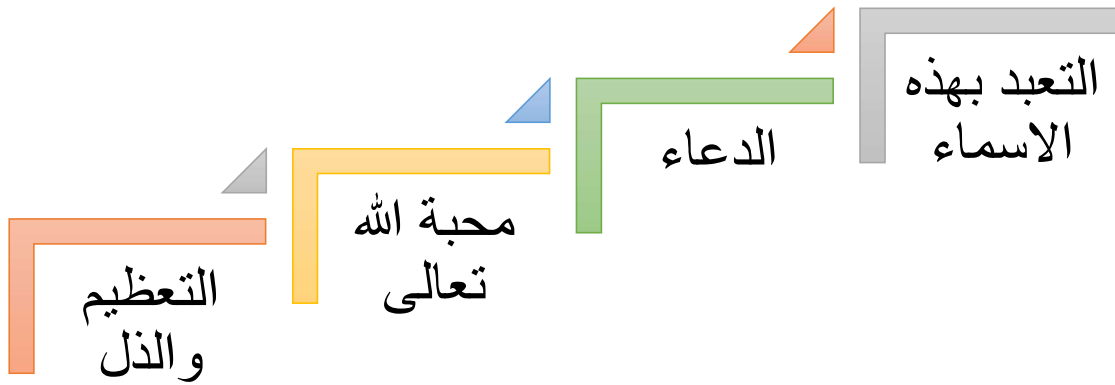 التعظيم
والذل
محبة الله
تعالى
الدعاء
التعبد بهذه
الاسماء